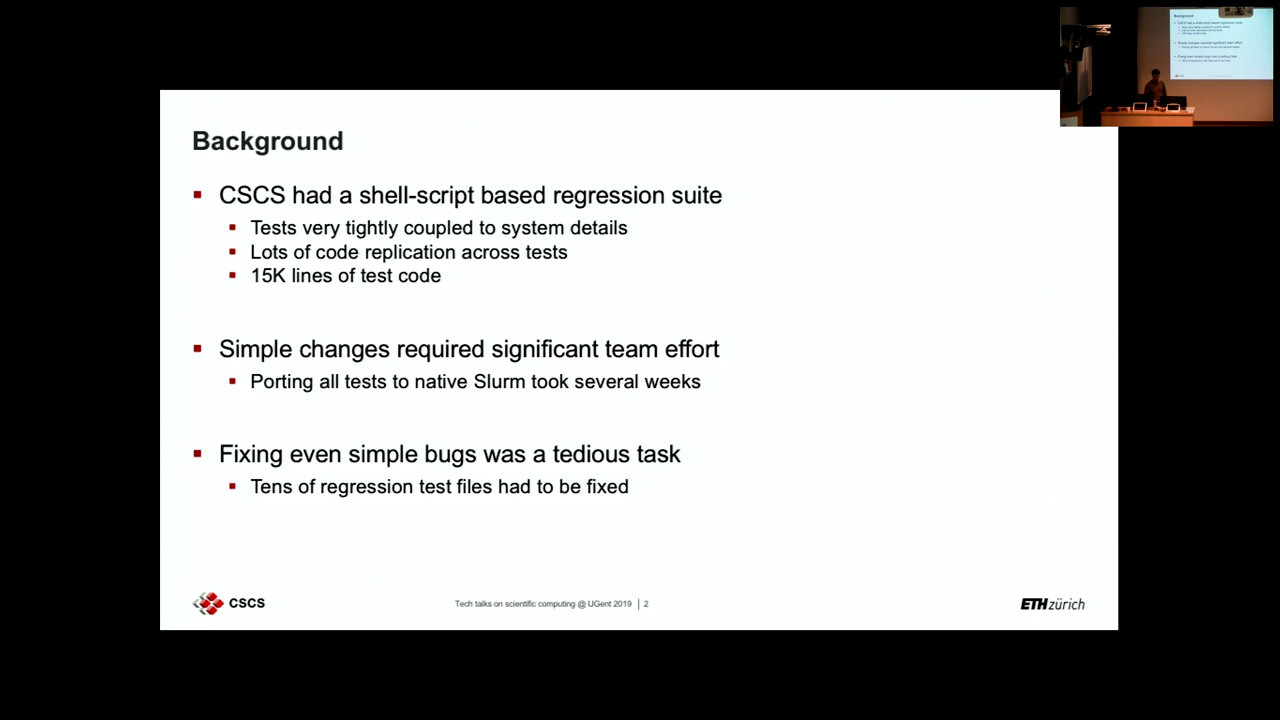 Background
CSCS had a shell-script based regression suite
Tests very tightly coupled to system details
Lots of code replication across tests
15K lines of test code
Simple changes required significant team effort
Porting all tests to native Slurm took several weeks
Fixing even simple bugs was a tedious task
Tens of regression test files had to be fixed
CSCS
Tech talks on scientific computing @ UGent 2019 | 2
ETH zürich